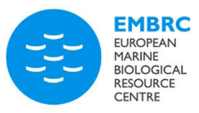 EMBRC
EUROPEAN
MARINE
BIOLOGICAL
RESOURCE
CENTRE